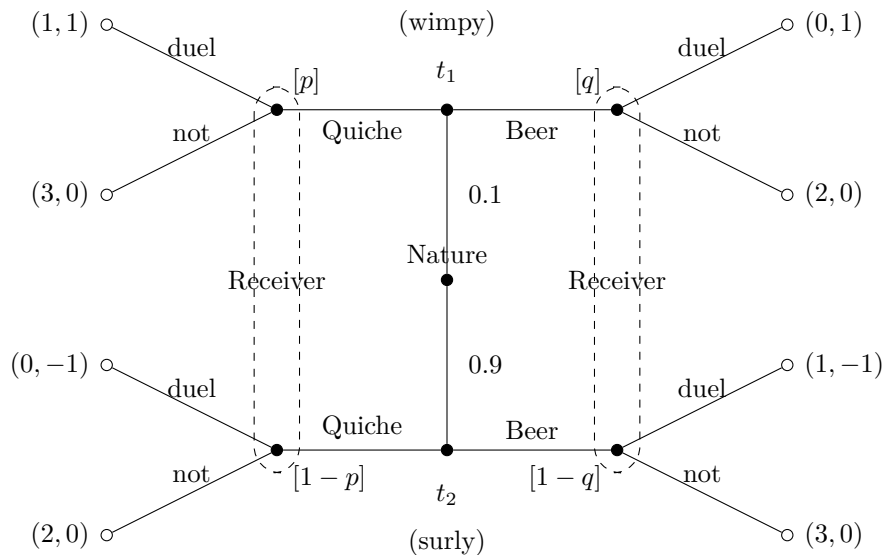 (1, 1) (wimpy) (0, 1)
duel duel
[p] t₁ [q]
not Quiche Beer not
(3, 0) 0.1 (2, 0)
Nature
Receiver Receiver
(0, −1) 0.9 (1, −1)
duel duel
Quiche Beer
not [1 − p] t₂ [1 − q] not
(2, 0) (surly) (3, 0)